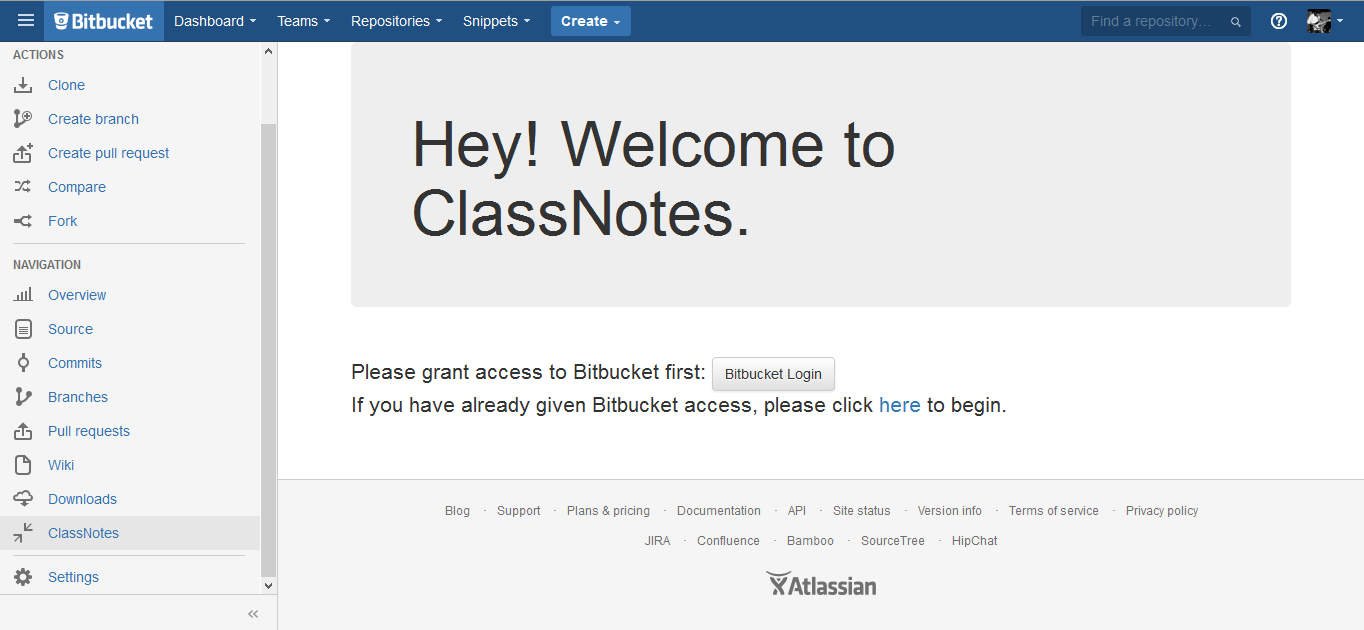 Bitbucket Dashboard Teams Repositories Snippets Create Find a repository...
ACTIONS
Clone
Create branch
Create pull request
Compare
Fork
NAVIGATION
Overview
Source
Commits
Branches
Pull requests
Wiki
Downloads
ClassNotes
Settings
Hey! Welcome to
ClassNotes.
Please grant access to Bitbucket first: Bitbucket Login
If you have already given Bitbucket access, please click here to begin.
Blog · Support · Plans & pricing · Documentation · API · Site status · Version info · Terms of service · Privacy policy
JIRA · Confluence · Bamboo · SourceTree · HipChat
Atlassian